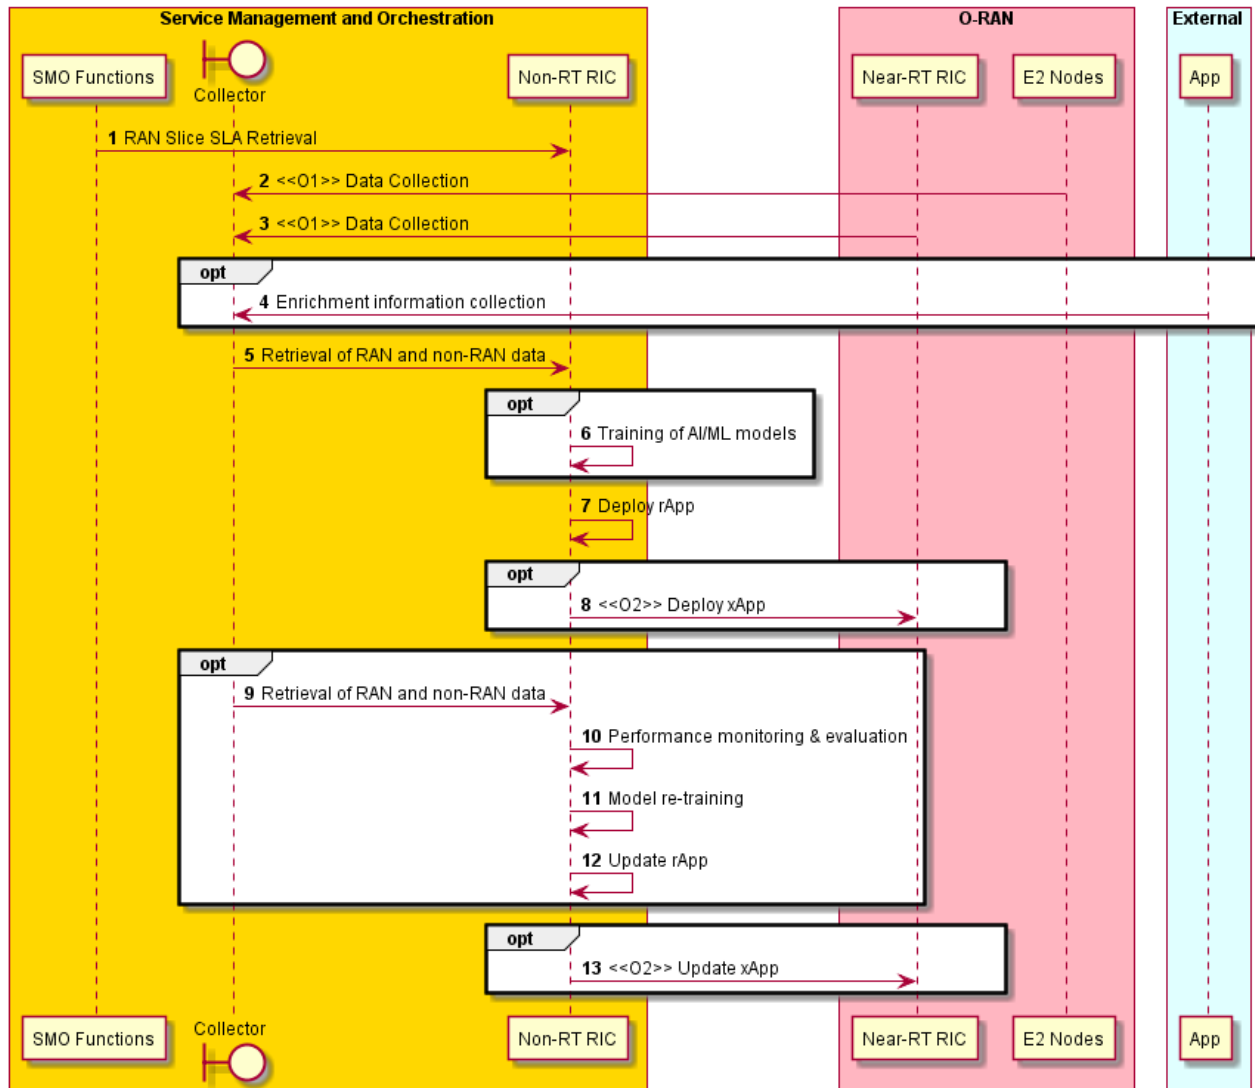 Service Management and Orchestration
O-RAN
External
SMO Functions
Collector
Non-RT RIC
Near-RT RIC
E2 Nodes
App
1 RAN Slice SLA Retrieval
2 <<O1>> Data Collection
3 <<O1>> Data Collection
opt
4 Enrichment information collection
5 Retrieval of RAN and non-RAN data
opt
6 Training of AI/ML models
7 Deploy rApp
opt
8 <<O2>> Deploy xApp
opt
9 Retrieval of RAN and non-RAN data
10 Performance monitoring & evaluation
11 Model re-training
12 Update rApp
opt
13 <<O2>> Update xApp
SMO Functions
Collector
Non-RT RIC
Near-RT RIC
E2 Nodes
App